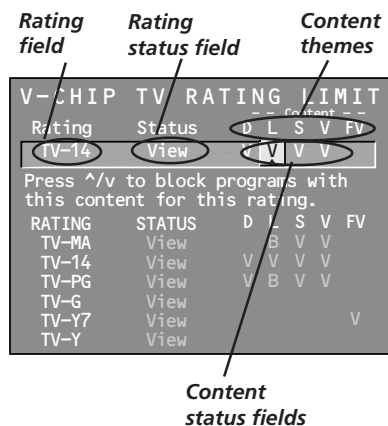 Rating field
Rating status field
Content themes
V-CHIP TV RATING LIMIT
-- Content --
Rating Status D L S V FV
TV-14 View V V V V
Press ^/v to block programs with
this content for this rating.
RATING STATUS D L S V FV
TV-MA View B V V
TV-14 View V V V V
TV-PG View V B V V
TV-G View
TV-Y7 View V
TV-Y View
Content
status fields